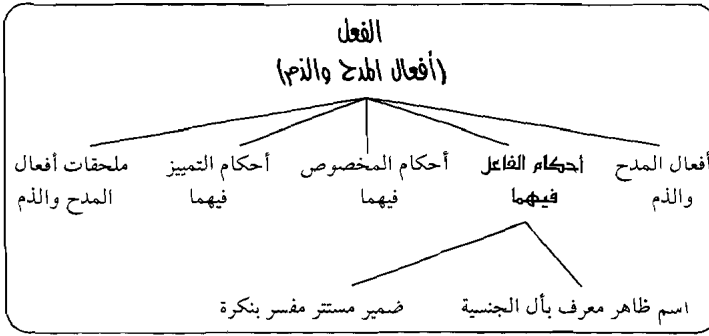 الفعل
(أفعال المدح والذم)
أفعال المدح والذم
أحكام الفاعل فيهما
أحكام المخصوص فيهما
أحكام التمييز فيهما
ملحقات أفعال المدح والذم
اسم ظاهر معرف بأل الجنسية
ضمير مستتر مفسر بنكرة